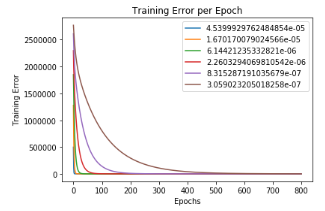 Training Error per Epoch
4.5399929762484854e-05
1.670170079024566e-05
6.14421235332821e-06
2.2603294069810542e-06
8.315287191035679e-07
3.059023205018258e-07
2500000
2000000
1500000
1000000
500000
0
Training Error
0 100 200 300 400 500 600 700 800
Epochs